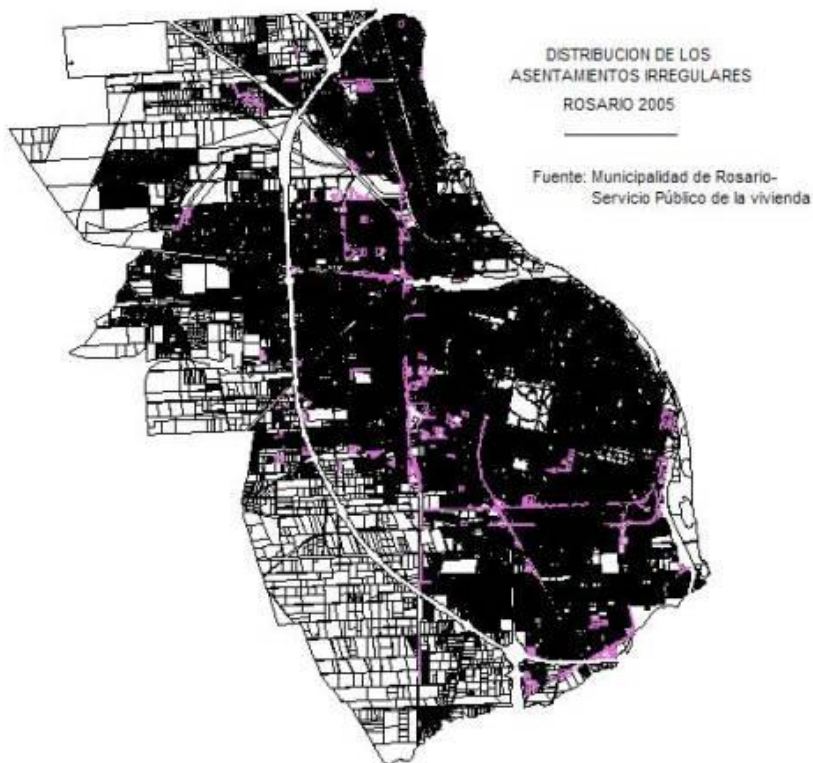 DISTRIBUCION DE LOS
ASENTAMIENTOS IRREGULARES
ROSARIO 2005
Fuente: Municipalidad de Rosario-
Servicio Público de la vivienda